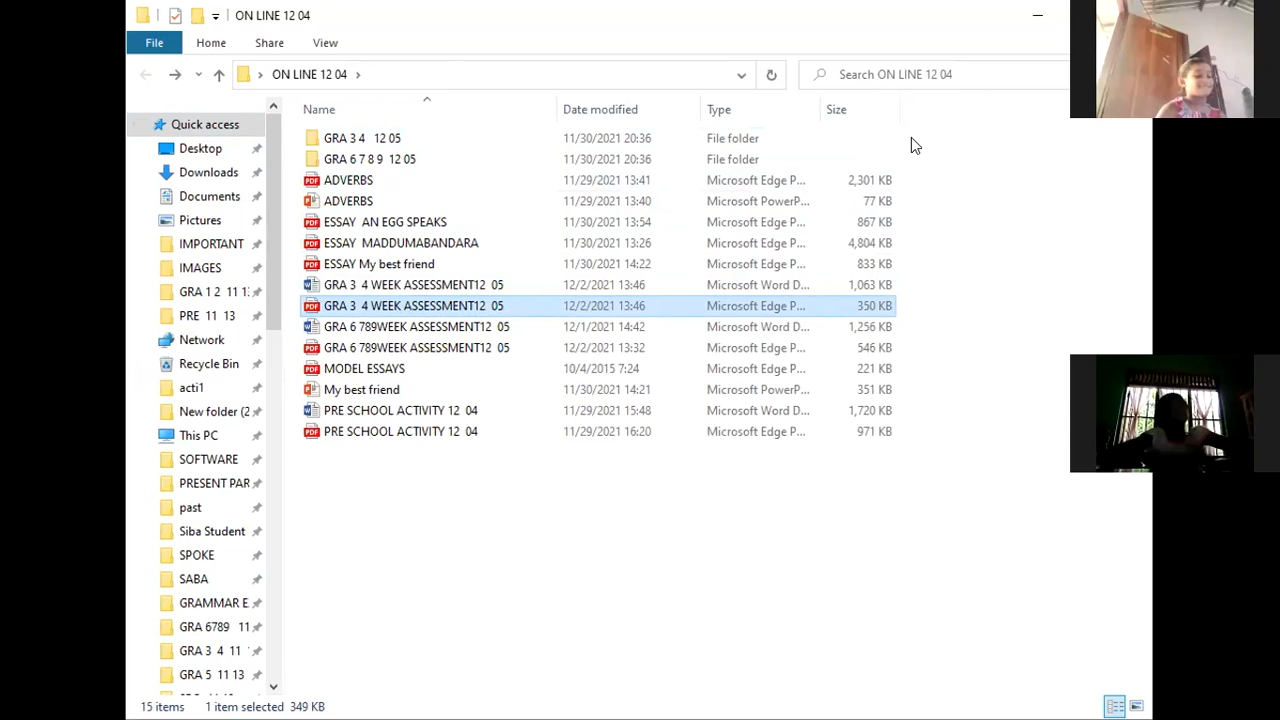 ON LINE 12 04
File Home Share View
ON LINE 12 04
Search ON LINE 12 04
Name Date modified Type Size
Quick access
Desktop
Downloads
Documents
Pictures
IMPORTANT
IMAGES
GRA 1 2 11 1
PRE 11 13
Network
Recycle Bin
acti1
New folder (2
This PC
SOFTWARE
PRESENT PAR
past
Siba Student
SPOKE
SABA
GRAMMAR E
GRA 6789 11
GRA 3 4 11
GRA 5 11 13
GRA 3 4 12 05 11/30/2021 20:36 File folder
GRA 6 7 8 9 12 05 11/30/2021 20:36 File folder
ADVERBS 11/29/2021 13:41 Microsoft Edge P... 2,301 KB
ADVERBS 11/29/2021 13:40 Microsoft PowerP... 77 KB
ESSAY AN EGG SPEAKS 11/30/2021 13:54 Microsoft Edge P... 867 KB
ESSAY MADDUMABANDARA 11/30/2021 13:26 Microsoft Edge P... 4,804 KB
ESSAY My best friend 11/30/2021 14:22 Microsoft Edge P... 833 KB
GRA 3 4 WEEK ASSESSMENT12 05 12/2/2021 13:46 Microsoft Word D... 1,063 KB
GRA 3 4 WEEK ASSESSMENT12 05 12/2/2021 13:46 Microsoft Edge P... 350 KB
GRA 6 789WEEK ASSESSMENT12 05 12/1/2021 14:42 Microsoft Word D... 1,256 KB
GRA 6 789WEEK ASSESSMENT12 05 12/2/2021 13:32 Microsoft Edge P... 546 KB
MODEL ESSAYS 10/4/2015 7:24 Microsoft Edge P... 221 KB
My best friend 11/30/2021 14:21 Microsoft PowerP... 351 KB
PRE SCHOOL ACTIVITY 12 04 11/29/2021 15:48 Microsoft Word D... 1,720 KB
PRE SCHOOL ACTIVITY 12 04 11/29/2021 16:20 Microsoft Edge P... 971 KB
15 items 1 item selected 349 KB